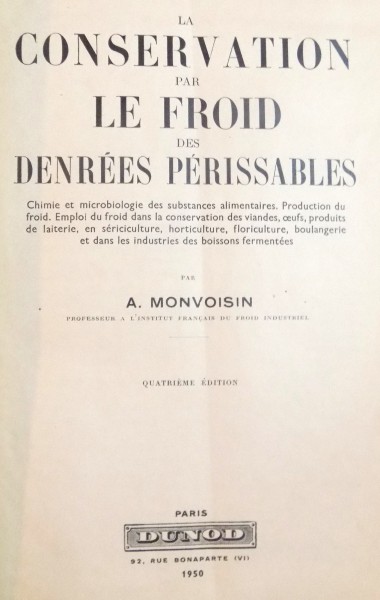 LA
CONSERVATION
PAR
LE FROID
DES
DENRÉES PÉRISSABLES
Chimie et microbiologie des substances alimentaires. Production du
froid. Emploi du froid dans la conservation des viandes, œufs, produits
de laiterie, en sériciculture, horticulture, floriculture, boulangerie
et dans les industries des boissons fermentées
PAR
A. MONVOISIN
PROFESSEUR A L'INSTITUT FRANÇAIS DU FROID INDUSTRIEL
QUATRIÈME ÉDITION
PARIS
DUNOD
92, RUE BONAPARTE (VI)
1950